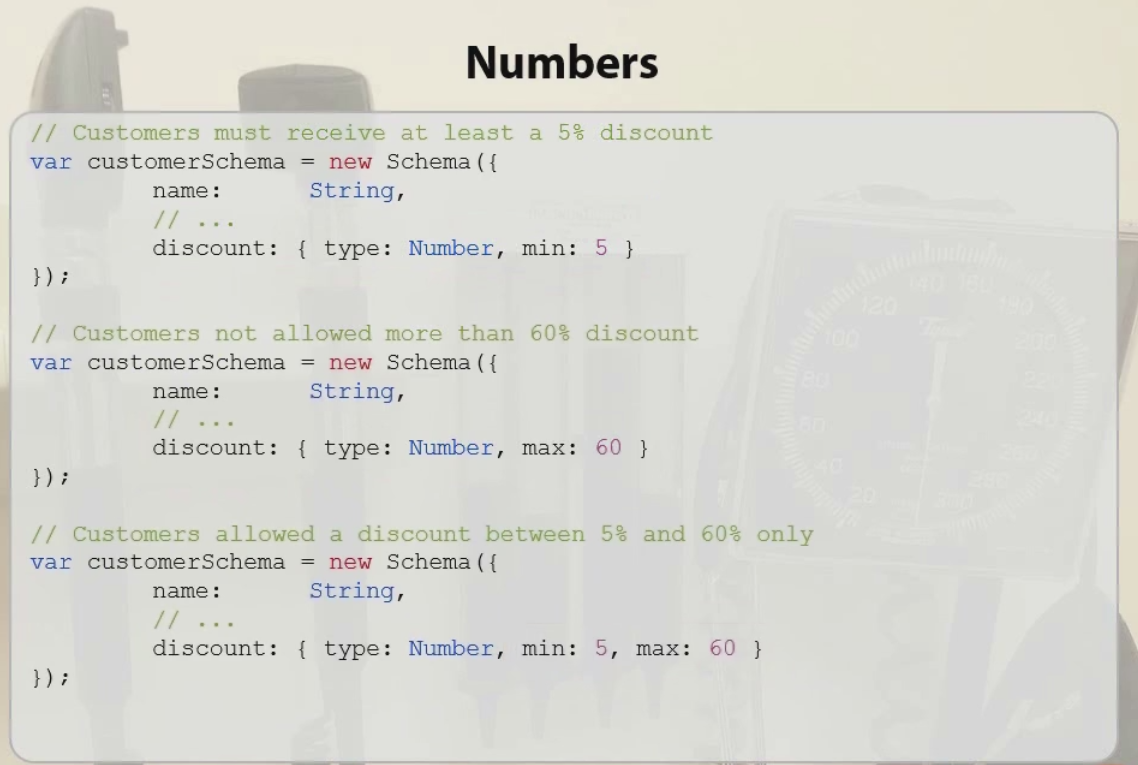 Numbers
// Customers must receive at least a 5% discount
var customerSchema = new Schema({
name: String,
// ...
discount: { type: Number, min: 5 }
});
// Customers not allowed more than 60% discount
var customerSchema = new Schema({
name: String,
// ...
discount: { type: Number, max: 60 }
});
// Customers allowed a discount between 5% and 60% only
var customerSchema = new Schema({
name: String,
// ...
discount: { type: Number, min: 5, max: 60 }
});